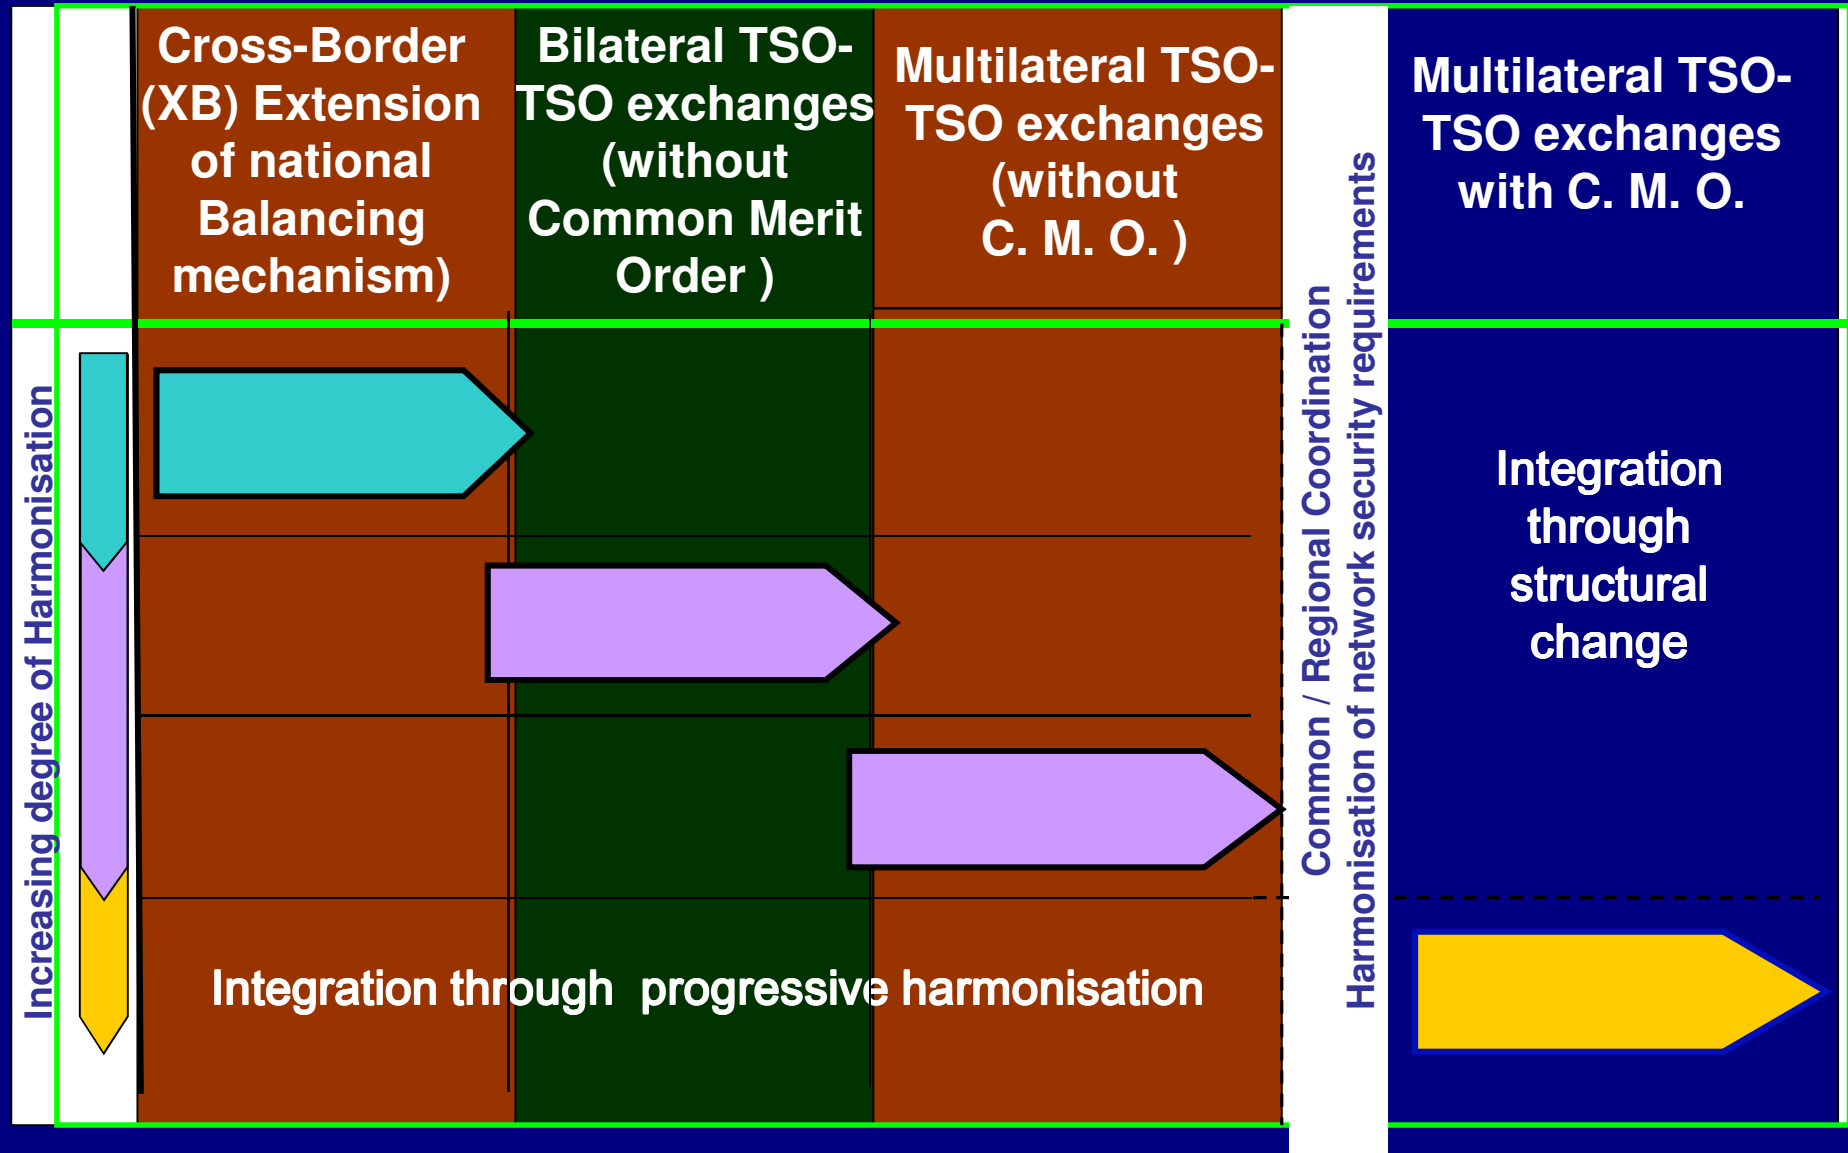 Cross-Border
(XB) Extension
of national
Balancing
mechanism)
Bilateral TSO-
TSO exchanges
(without
Common Merit
Order )
Multilateral TSO-
TSO exchanges
(without
C. M. O. )
Multilateral TSO-
TSO exchanges
with C. M. O.
Increasing degree of Harmonisation
Common / Regional Coordination
Harmonisation of network security requirements
Integration
through
structural
change
Integration through  progressive harmonisation